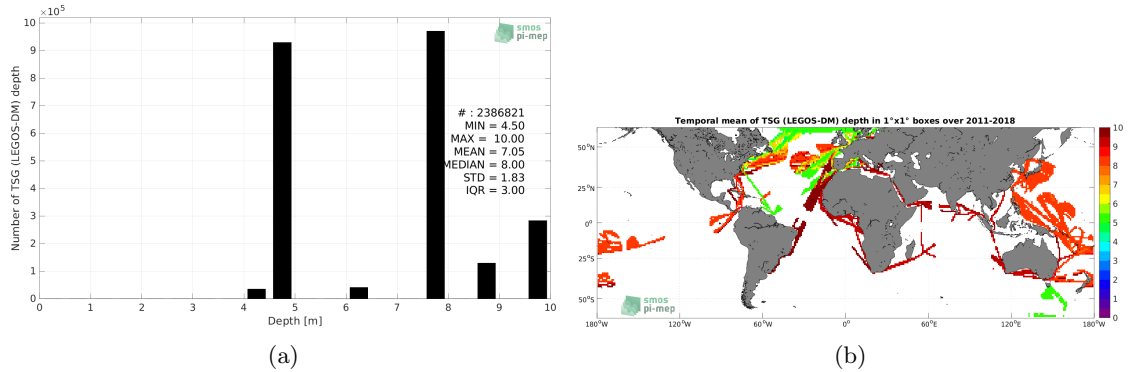 ×10⁵
10
9
8
7
6
5
4
3
2
1
0
Number of TSG (LEGOS-DM) depth
smos
pi-mep
# : 2386821
MIN = 4.50
MAX = 10.00
MEAN = 7.05
MEDIAN = 8.00
STD = 1.83
IQR = 3.00
0 1 2 3 4 5 6 7 8 9 10
Depth [m]
(a)
Temporal mean of TSG (LEGOS-DM) depth in 1°x1° boxes over 2011-2018
50°N
25°N
0°
25°S
50°S
smos
pi-mep
180°W 120°W 60°W 0° 60°E 120°E 180°W
10
9
8
7
6
5
4
3
2
1
0
(b)